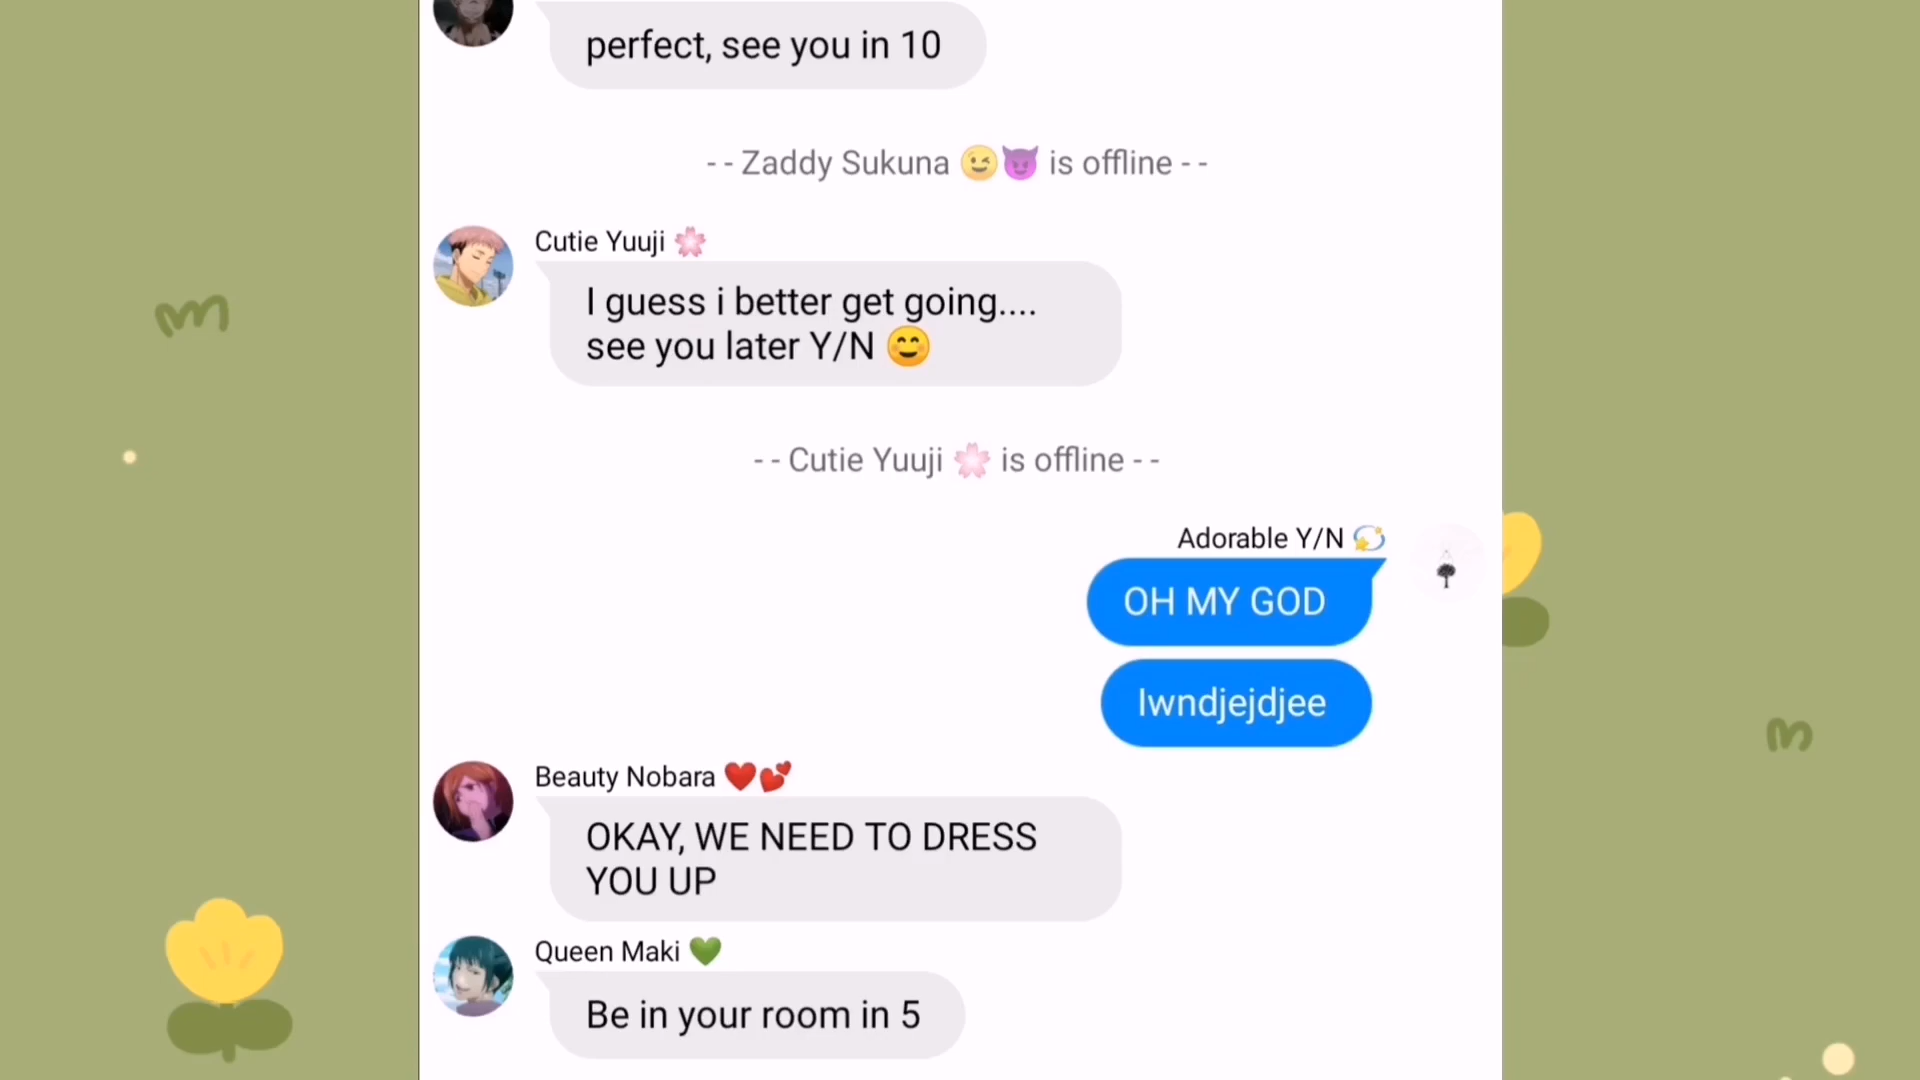 perfect, see you in 10
- - Zaddy Sukuna 😉😈 is offline - -
Cutie Yuuji 🌸
I guess i better get going....
see you later Y/N 😊
- - Cutie Yuuji 🌸 is offline - -
Adorable Y/N 💫
OH MY GOD
Iwndjejdjee
Beauty Nobara ❤️💕
OKAY, WE NEED TO DRESS
YOU UP
Queen Maki 💚
Be in your room in 5